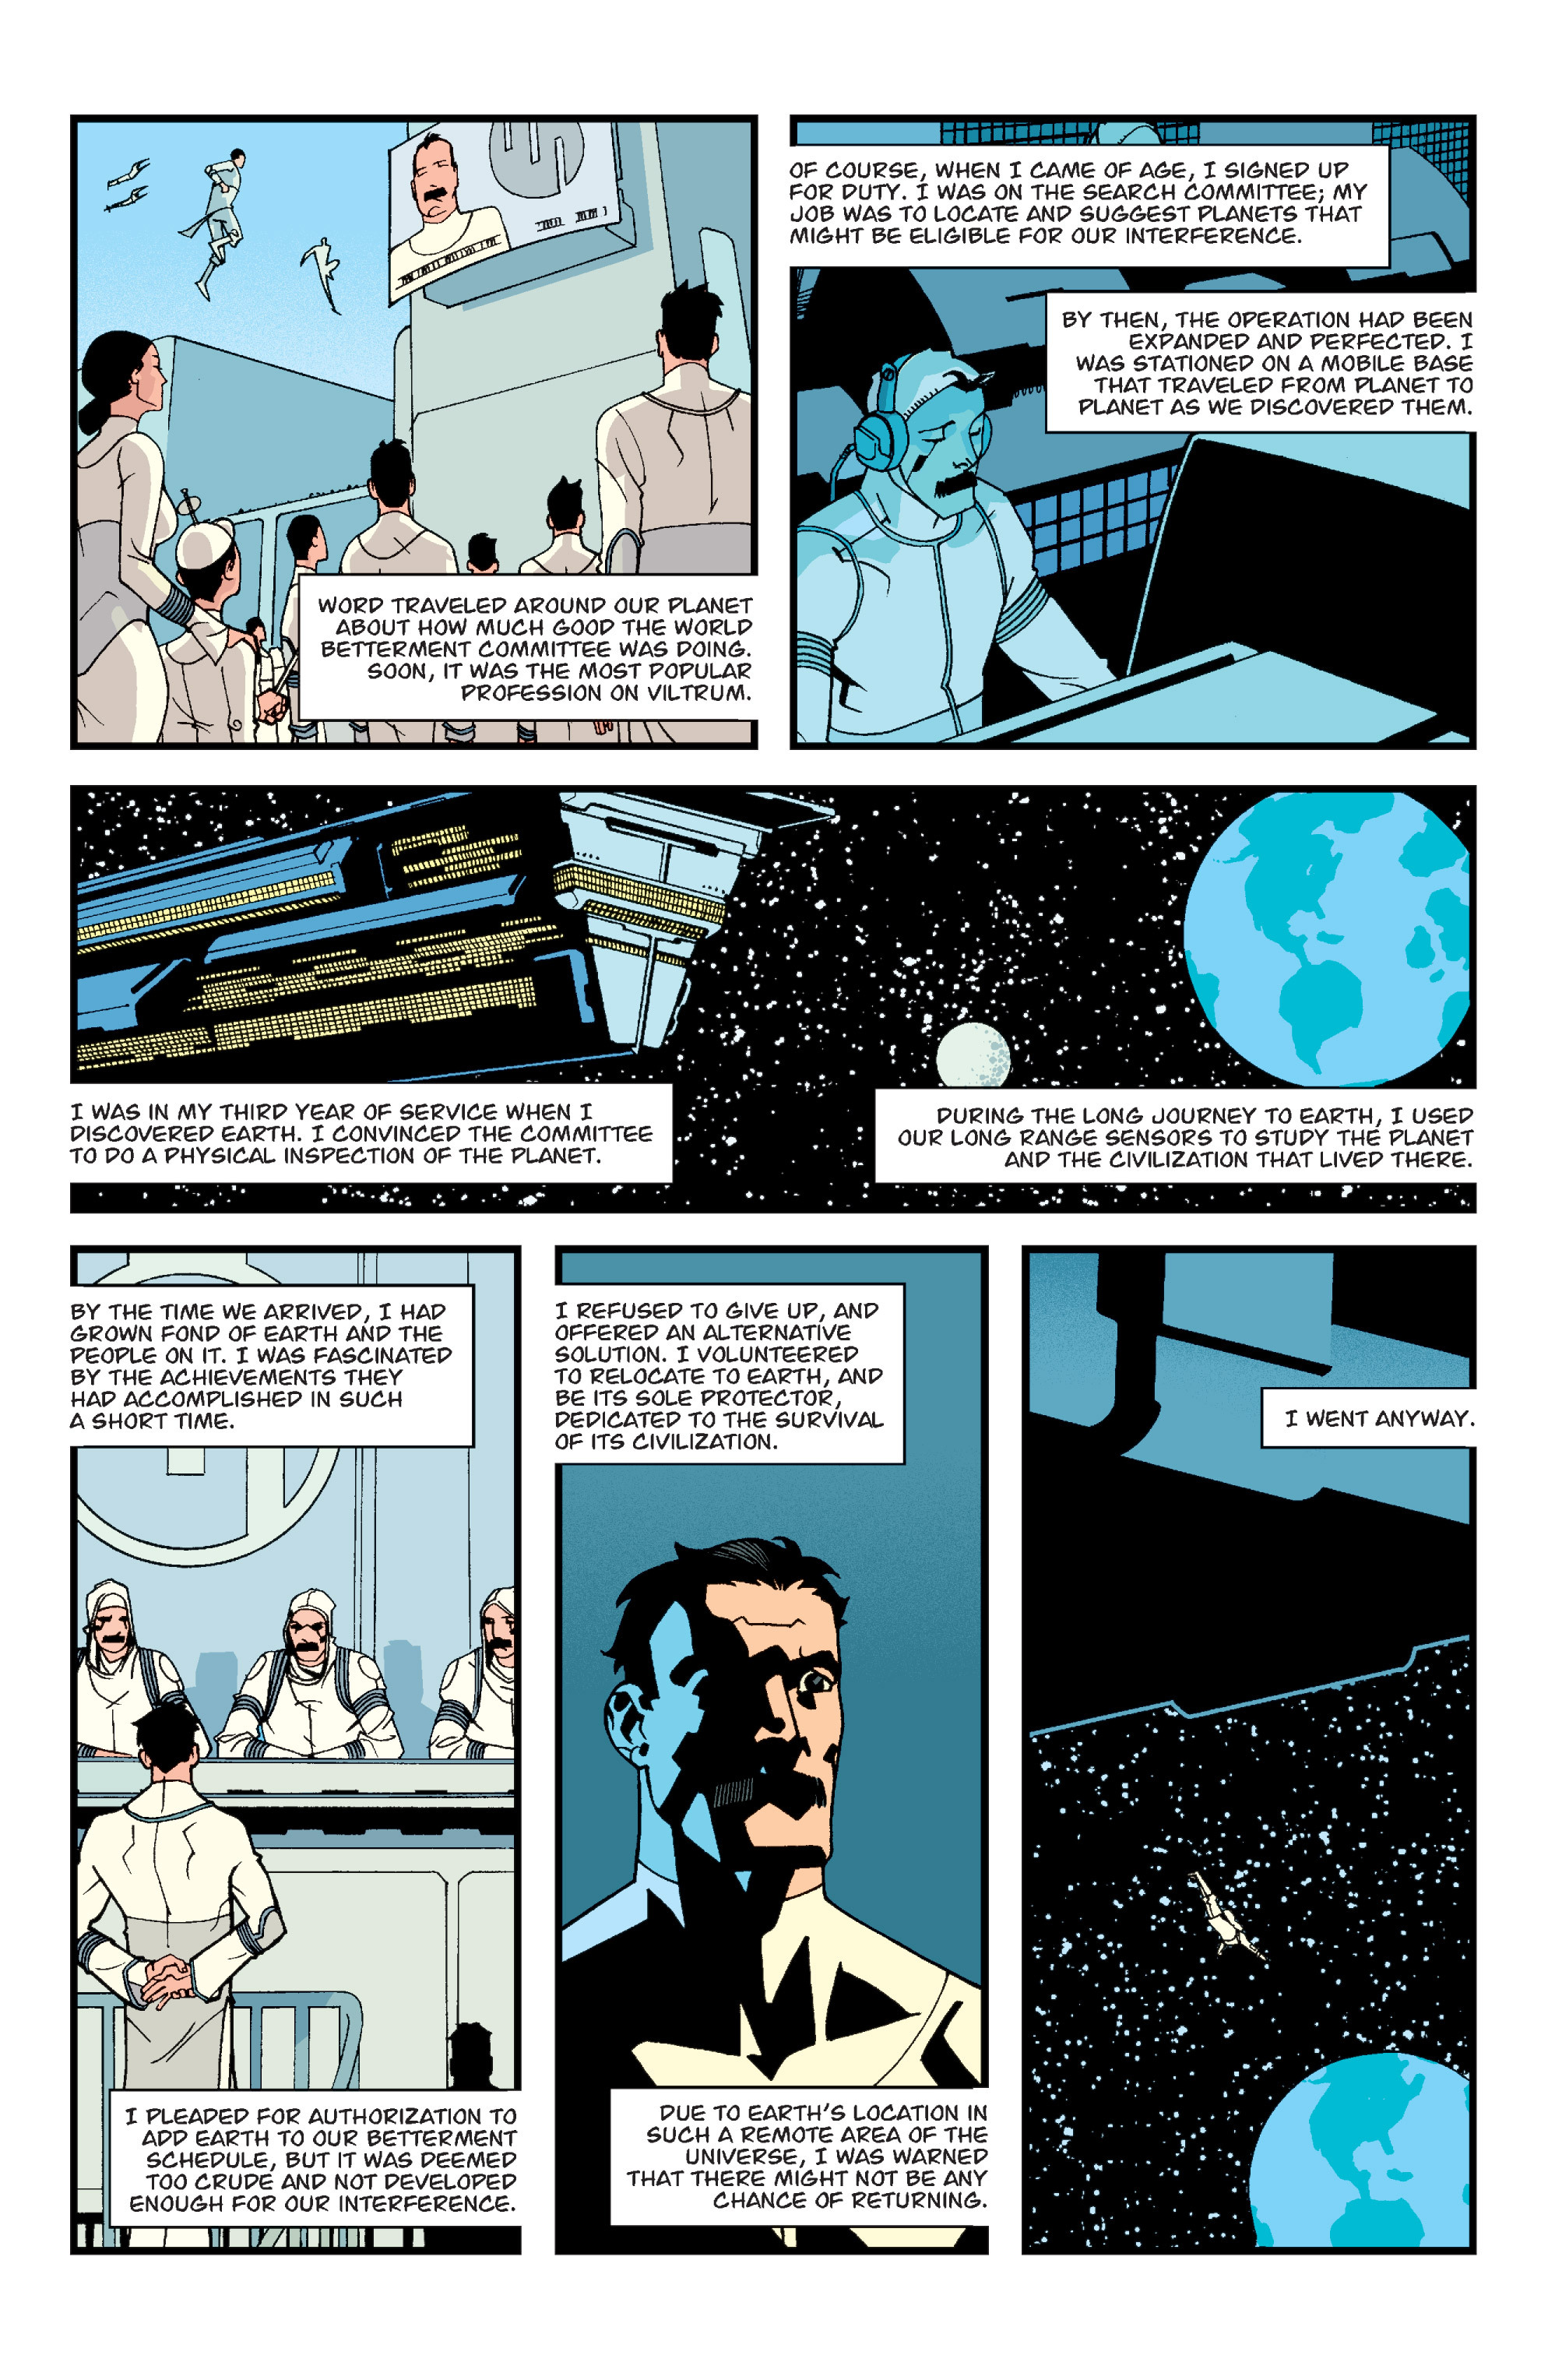 WORD TRAVELED AROUND OUR PLANET
ABOUT HOW MUCH GOOD THE WORLD
BETTERMENT COMMITTEE WAS DOING.
SOON, IT WAS THE MOST POPULAR
PROFESSION ON VILTRUM.
OF COURSE, WHEN I CAME OF AGE, I SIGNED UP
FOR DUTY. I WAS ON THE SEARCH COMMITTEE; MY
JOB WAS TO LOCATE AND SUGGEST PLANETS THAT
MIGHT BE ELIGIBLE FOR OUR INTERFERENCE.
BY THEN, THE OPERATION HAD BEEN
EXPANDED AND PERFECTED. I
WAS STATIONED ON A MOBILE BASE
THAT TRAVELED FROM PLANET TO
PLANET AS WE DISCOVERED THEM.
I WAS IN MY THIRD YEAR OF SERVICE WHEN I
DISCOVERED EARTH. I CONVINCED THE COMMITTEE
TO DO A PHYSICAL INSPECTION OF THE PLANET.
DURING THE LONG JOURNEY TO EARTH, I USED
OUR LONG RANGE SENSORS TO STUDY THE PLANET
AND THE CIVILIZATION THAT LIVED THERE.
BY THE TIME WE ARRIVED, I HAD
GROWN FOND OF EARTH AND THE
PEOPLE ON IT. I WAS FASCINATED
BY THE ACHIEVEMENTS THEY
HAD ACCOMPLISHED IN SUCH
A SHORT TIME.
I PLEADED FOR AUTHORIZATION TO
ADD EARTH TO OUR BETTERMENT
SCHEDULE, BUT IT WAS DEEMED
TOO CRUDE AND NOT DEVELOPED
ENOUGH FOR OUR INTERFERENCE.
I REFUSED TO GIVE UP, AND
OFFERED AN ALTERNATIVE
SOLUTION. I VOLUNTEERED
TO RELOCATE TO EARTH, AND
BE ITS SOLE PROTECTOR,
DEDICATED TO THE SURVIVAL
OF ITS CIVILIZATION.
DUE TO EARTH'S LOCATION IN
SUCH A REMOTE AREA OF THE
UNIVERSE, I WAS WARNED
THAT THERE MIGHT NOT BE ANY
CHANCE OF RETURNING.
I WENT ANYWAY.